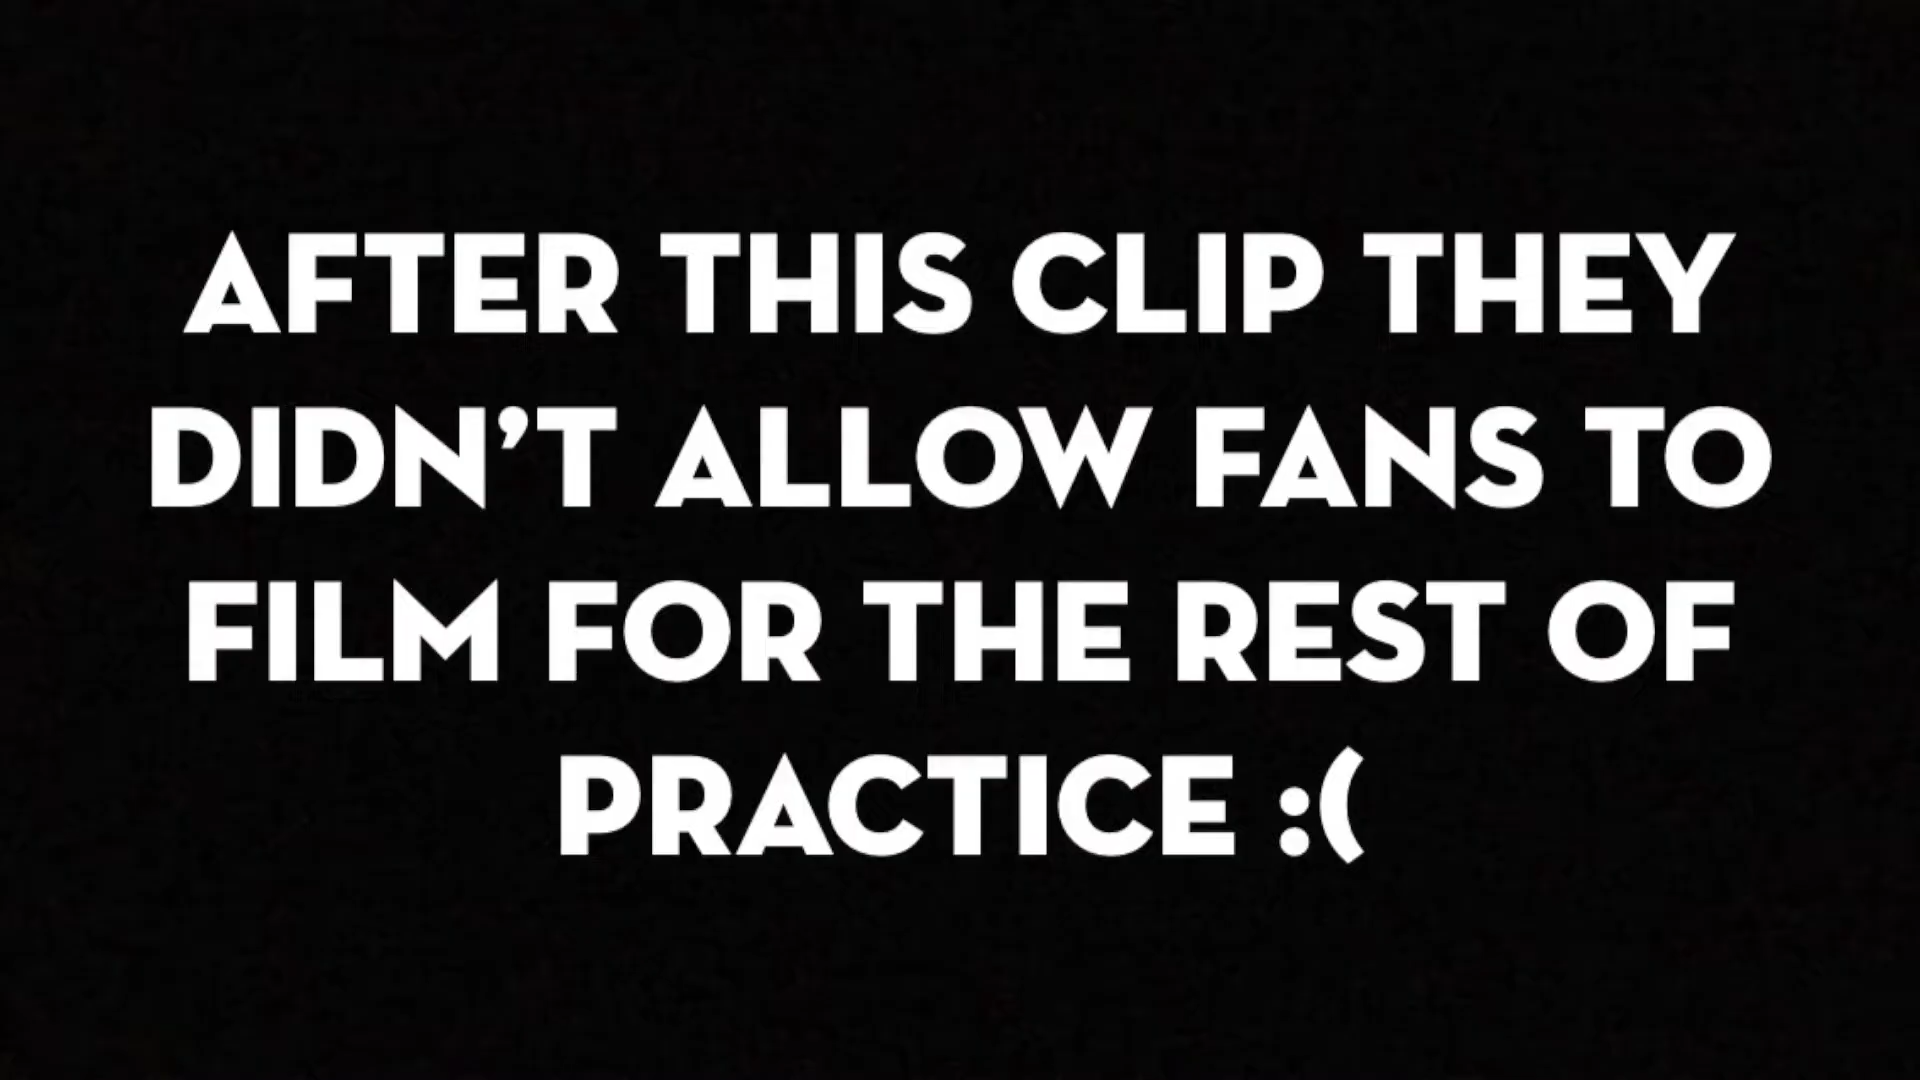 AFTER THIS CLIP THEY
DIDN’T ALLOW FANS TO
FILM FOR THE REST OF
PRACTICE :(